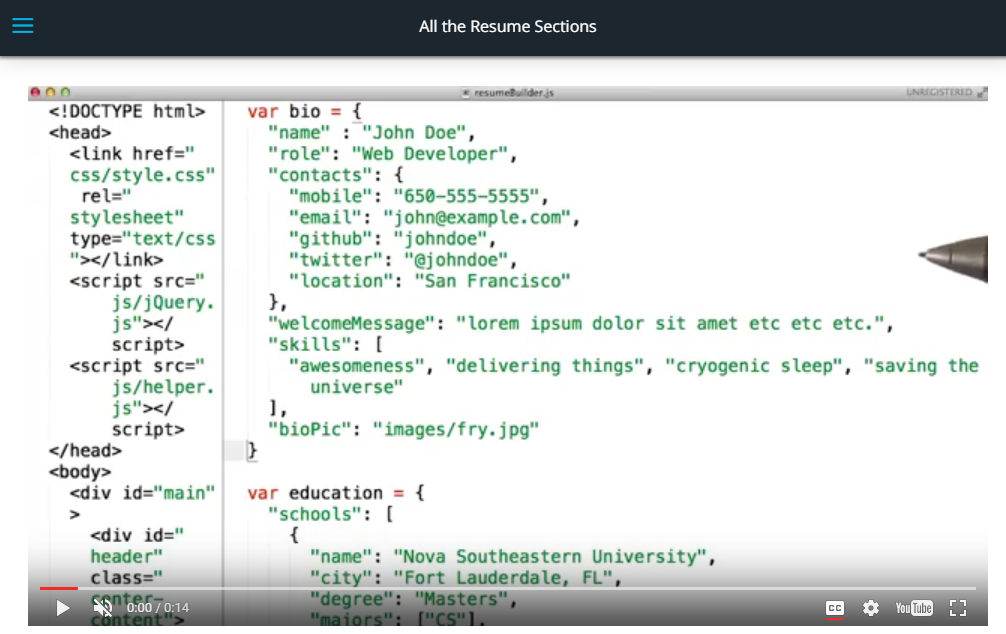 All the Resume Sections
resumeBuilder.js
UNREGISTERED
<!DOCTYPE html>
<head>
<link href="
css/style.css"
rel="
stylesheet"
type="text/css
"></link>
<script src="
js/jQuery.
js"></
script>
<script src="
js/helper.
js"></
script>
</head>
<body>
<div id="main"
>
<div id="
header"
class="
center-
content">
var bio = {
"name" : "John Doe",
"role": "Web Developer",
"contacts": {
"mobile": "650-555-5555",
"email": "john@example.com",
"github": "johndoe",
"twitter": "@johndoe",
"location": "San Francisco"
},
"welcomeMessage": "lorem ipsum dolor sit amet etc etc etc.",
"skills": [
"awesomeness", "delivering things", "cryogenic sleep", "saving the
universe"
],
"bioPic": "images/fry.jpg"
}
var education = {
"schools": [
{
"name": "Nova Southeastern University",
"city": "Fort Lauderdale, FL",
"degree": "Masters",
"majors": ["CS"],
0:00 / 0:14
CC
YouTube